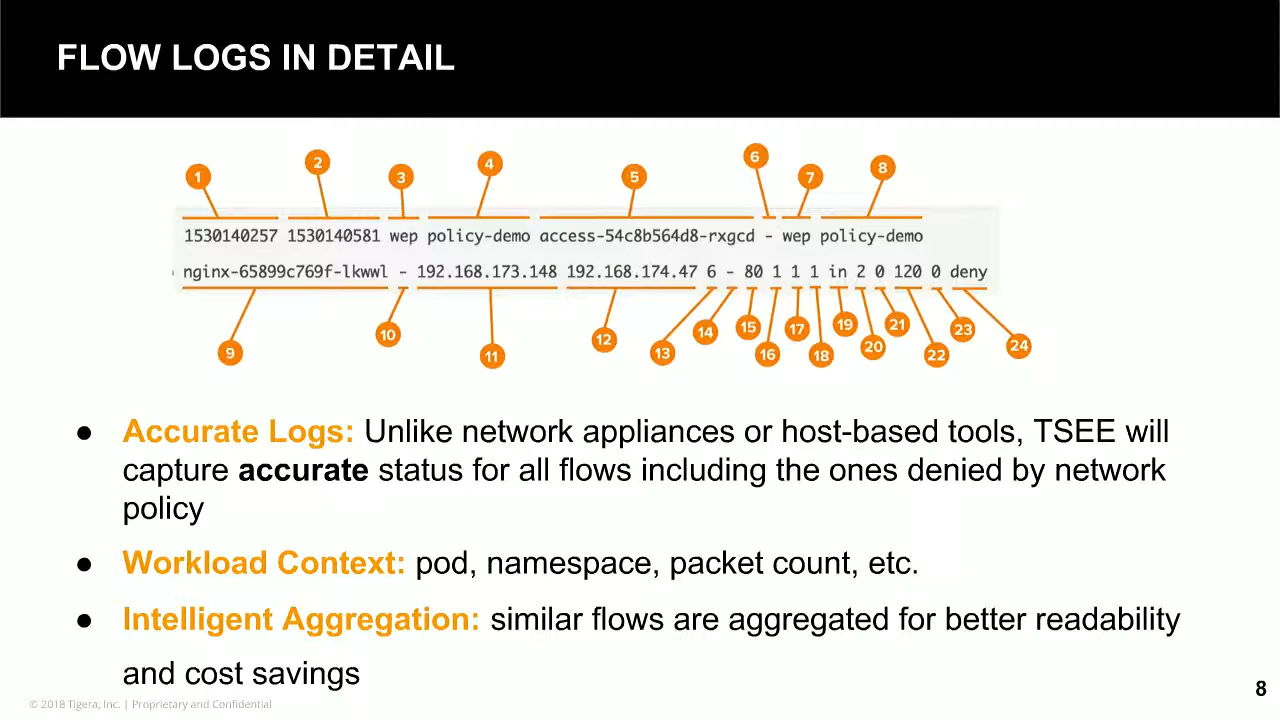 FLOW LOGS IN DETAIL
1 2 3 4 5 6 7 8
1530140257 1530140581 wep policy-demo access-54c8b564d8-rxgcd - wep policy-demo
nginx-65899c769f-lkwwl - 192.168.173.148 192.168.174.47 6 - 80 1 1 1 in 2 0 120 0 deny
9 10 11 12 13 14 15 16 17 18 19 20 21 22 23 24
● Accurate Logs: Unlike network appliances or host-based tools, TSEE will
capture accurate status for all flows including the ones denied by network
policy
● Workload Context: pod, namespace, packet count, etc.
● Intelligent Aggregation: similar flows are aggregated for better readability
and cost savings
© 2018 Tigera, Inc. | Proprietary and Confidential
8